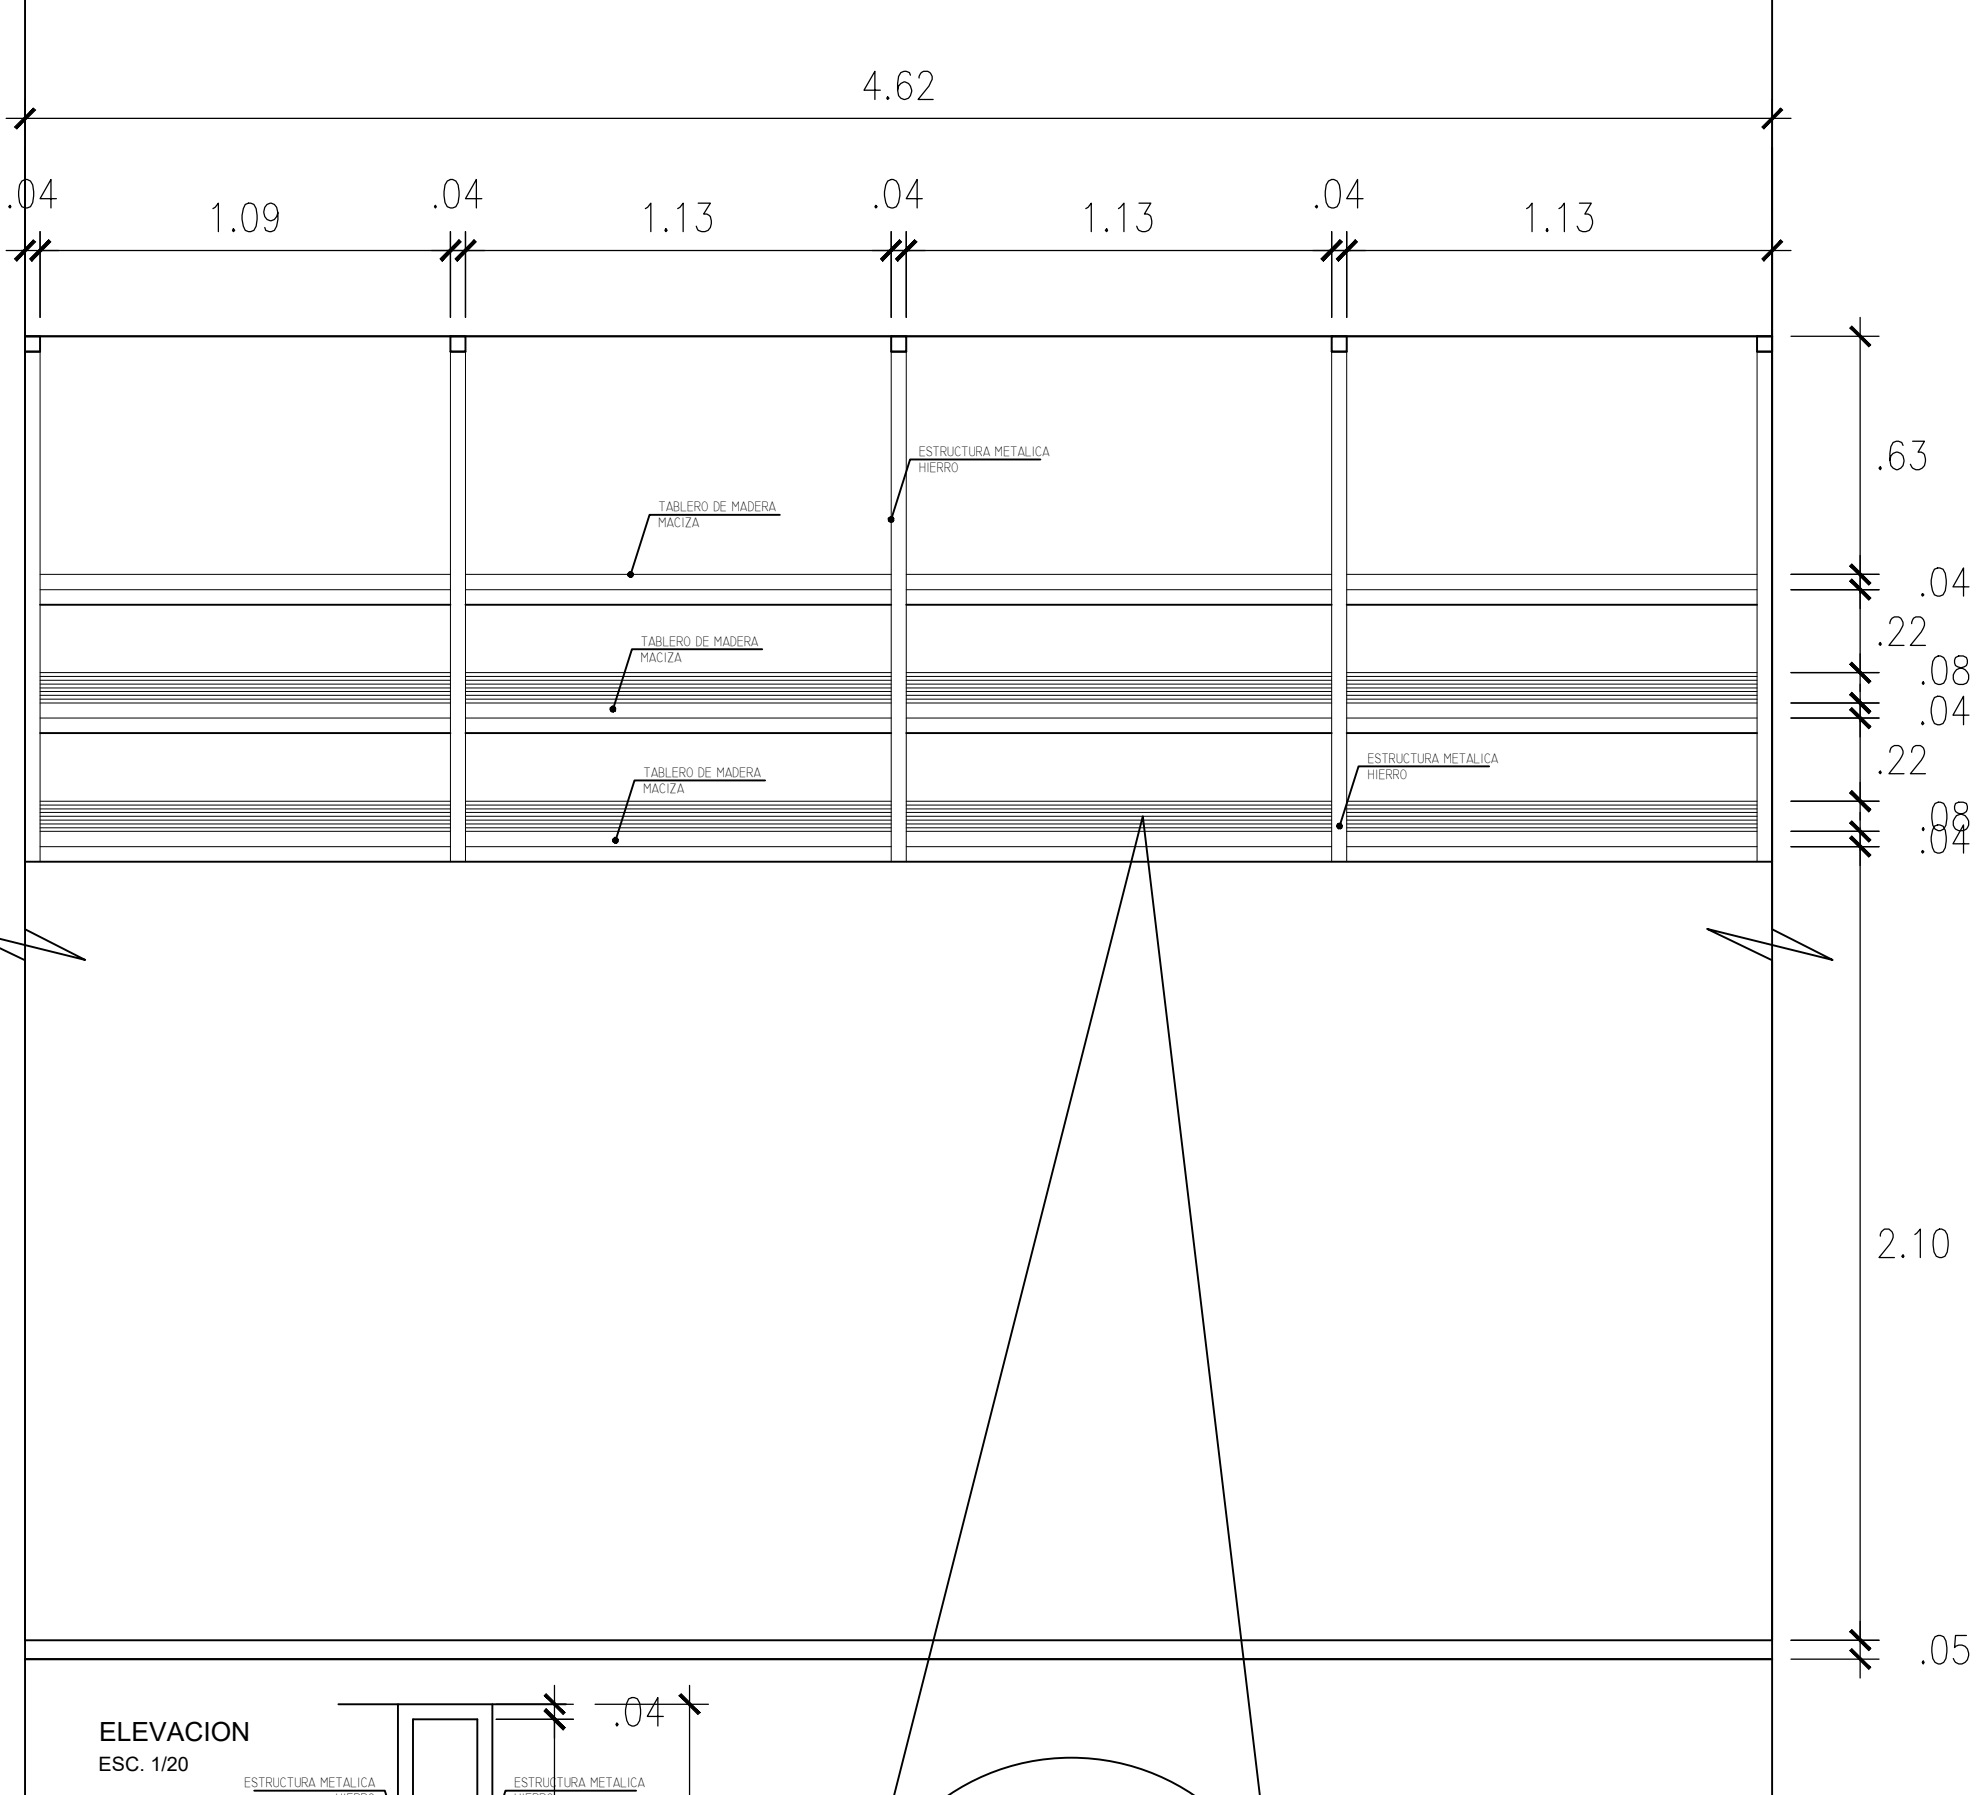 4.62
.04
.04
.04
.04
1.09
1.13
1.13
1.13
ESTRUCTURA METALICA
HIERRO
.63
TABLERO DE MADERA
MACIZA
.04
.22
TABLERO DE MADERA
MACIZA
.08
.04
ESTRUCTURA METALICA
HIERRO
.22
TABLERO DE MADERA
MACIZA
.08
.04
2.10
.05
.04
ELEVACION
ESC. 1/20
ESTRUCTURA METALICA
HIERRO
ESTRUCTURA METALICA
HIERRO